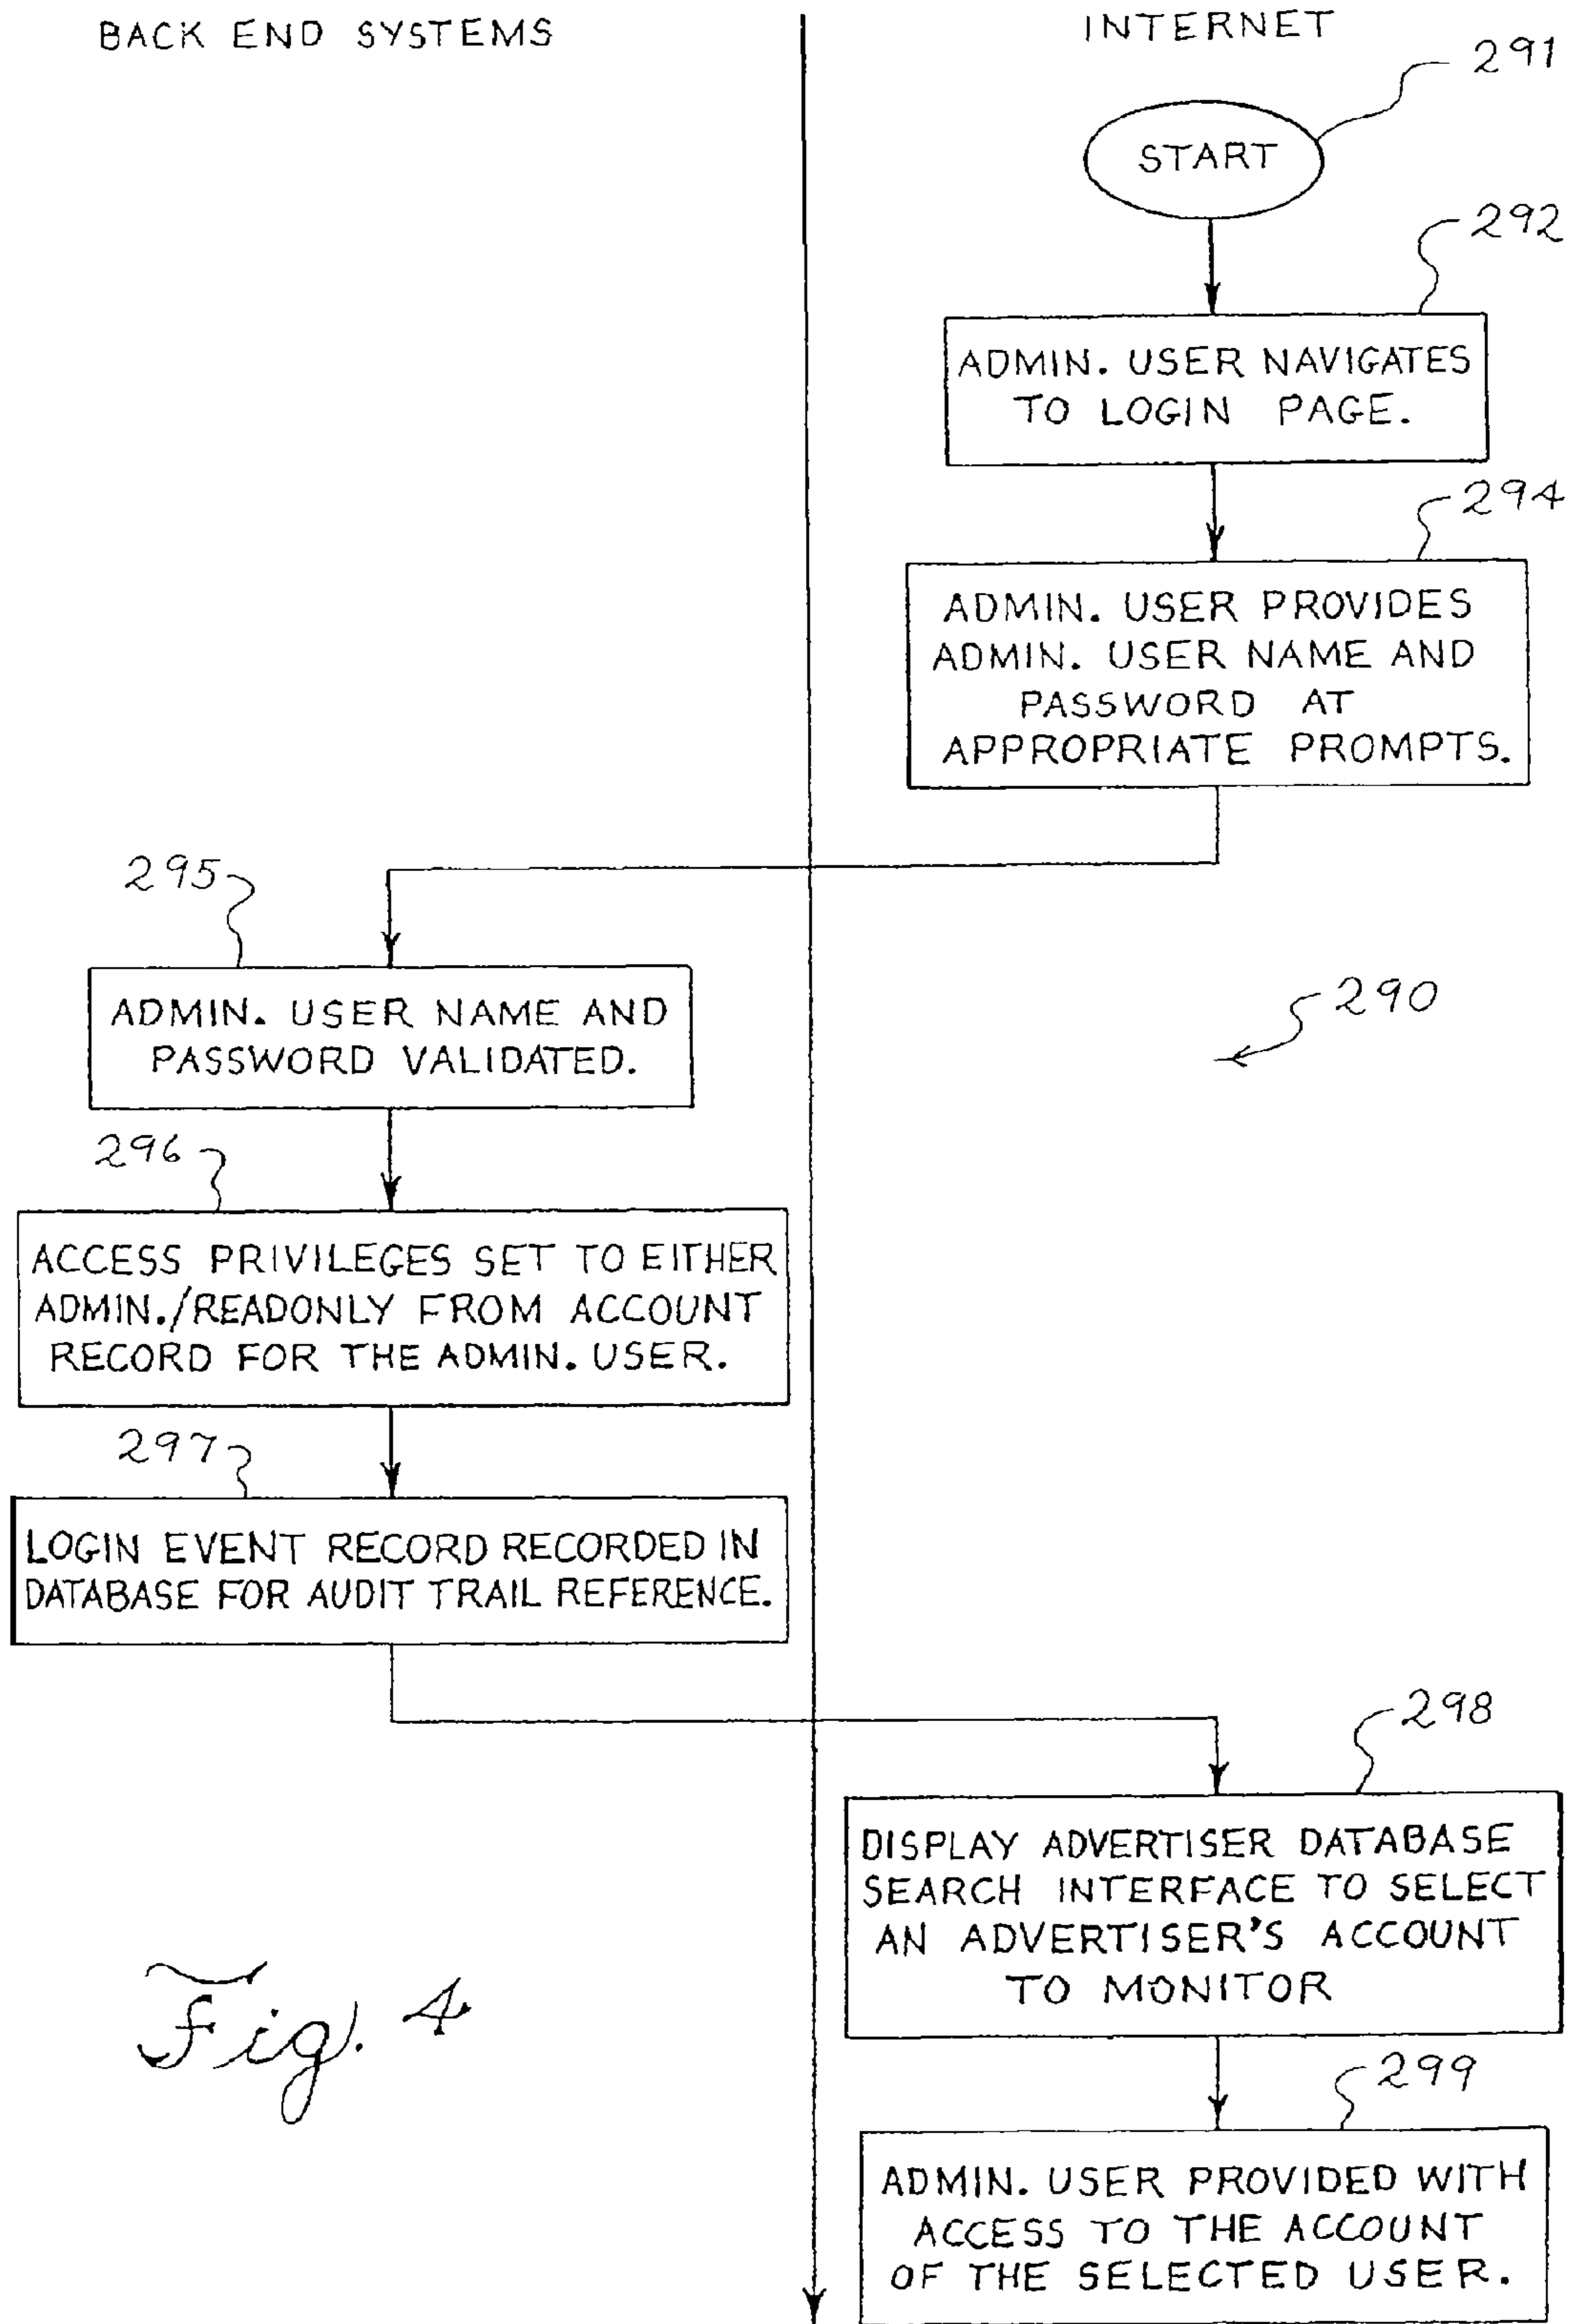 BACK END SYSTEMS
INTERNET
291
START
292
ADMIN. USER NAVIGATES
TO LOGIN PAGE.
294
ADMIN. USER PROVIDES
ADMIN. USER NAME AND
PASSWORD AT
APPROPRIATE PROMPTS.
295
ADMIN. USER NAME AND
PASSWORD VALIDATED.
290
296
ACCESS PRIVILEGES SET TO EITHER
ADMIN./READONLY FROM ACCOUNT
RECORD FOR THE ADMIN. USER.
297
LOGIN EVENT RECORD RECORDED IN
DATABASE FOR AUDIT TRAIL REFERENCE.
298
DISPLAY ADVERTISER DATABASE
SEARCH INTERFACE TO SELECT
AN ADVERTISER'S ACCOUNT
TO MONITOR
Fig. 4
299
ADMIN. USER PROVIDED WITH
ACCESS TO THE ACCOUNT
OF THE SELECTED USER.